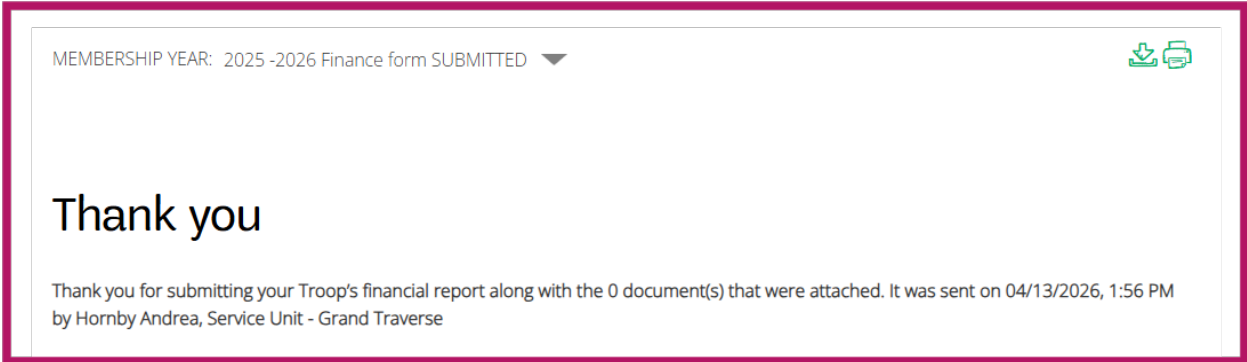 MEMBERSHIP YEAR: 2025 -2026 Finance form SUBMITTED
Thank you
Thank you for submitting your Troop's financial report along with the 0 document(s) that were attached. It was sent on 04/13/2026, 1:56 PM
by Hornby Andrea, Service Unit - Grand Traverse